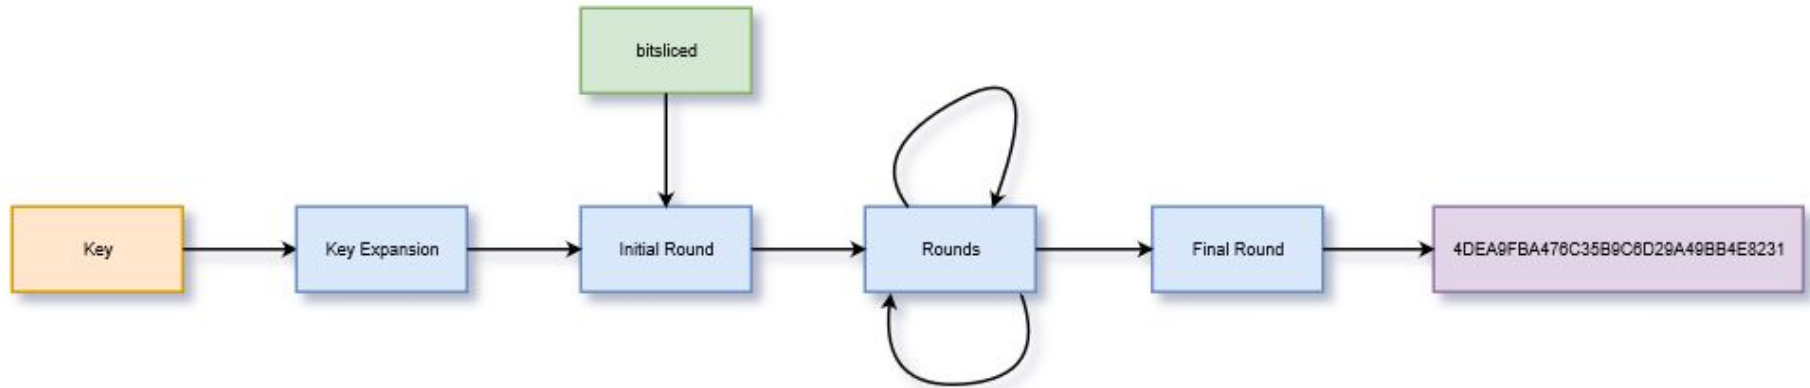 bitsliced
Key
Key Expansion
Initial Round
Rounds
Final Round
4DEA9FBA476C35B9C6D29A49BB4E8231